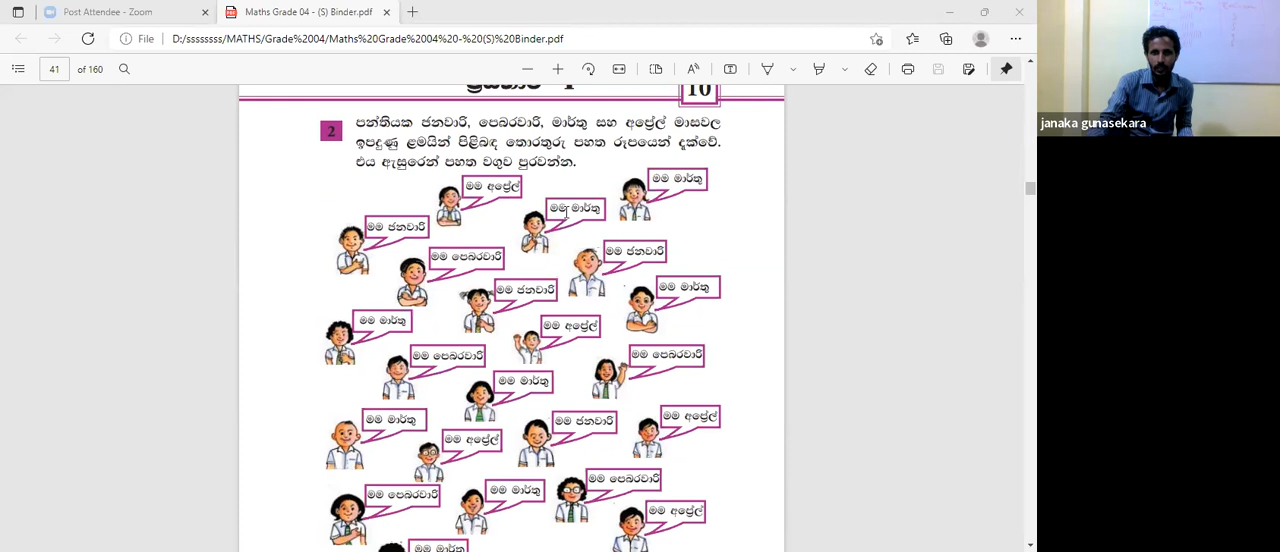 Post Attendee - Zoom
Maths Grade 04 - (S) Binder.pdf
File
D:/ssssssss/MATHS/Grade%2004/Maths%20Grade%2004%20-%20(S)%20Binder.pdf
41
of 160
janaka gunasekara
10
2
පන්තියක ජනවාරි, පෙබරවාරි, මාර්තු සහ අප්‍රේල් මාසවල
ඉපදුණු ළමයින් පිළිබඳ තොරතුරු පහත රූපයෙන් දැක්වේ.
එය ඇසුරෙන් පහත වගුව පුරවන්න.
මම අප්‍රේල්
මම මාර්තු
මම මාර්තු
මම ජනවාරි
මම පෙබරවාරි
මම ජනවාරි
මම ජනවාරි
මම මාර්තු
මම මාර්තු
මම අප්‍රේල්
මම පෙබරවාරි
මම පෙබරවාරි
මම මාර්තු
මම මාර්තු
මම ජනවාරි
මම අප්‍රේල්
මම අප්‍රේල්
මම පෙබරවාරි
මම මාර්තු
මම පෙබරවාරි
මම අප්‍රේල්
මම මාර්තු